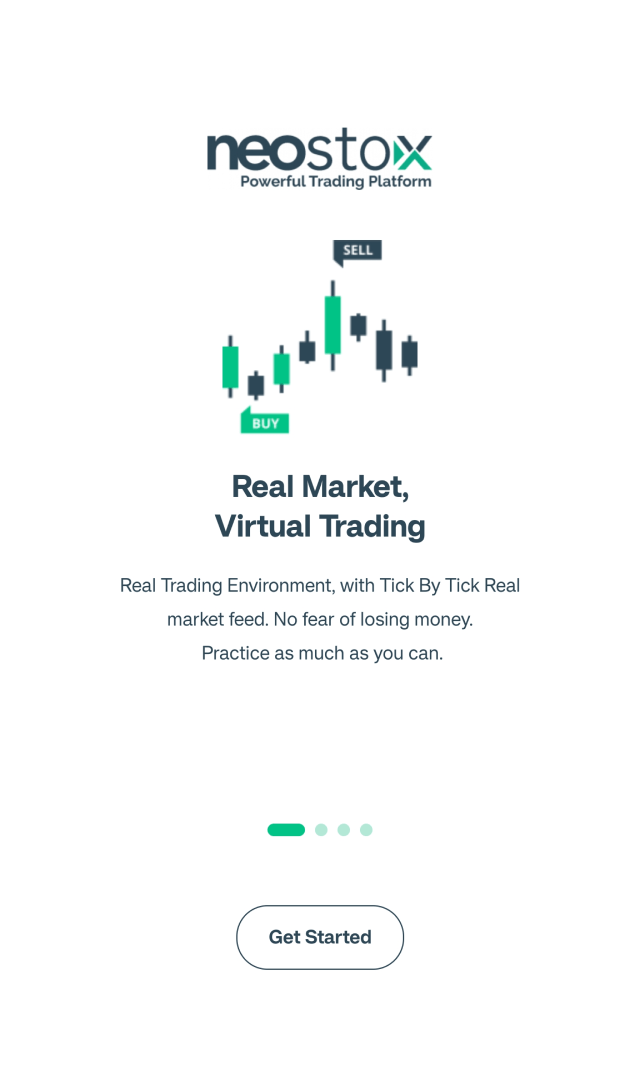 neostox
Powerful Trading Platform
SELL
BUY
Real Market,
Virtual Trading
Real Trading Environment, with Tick By Tick Real
market feed. No fear of losing money.
Practice as much as you can.
Get Started